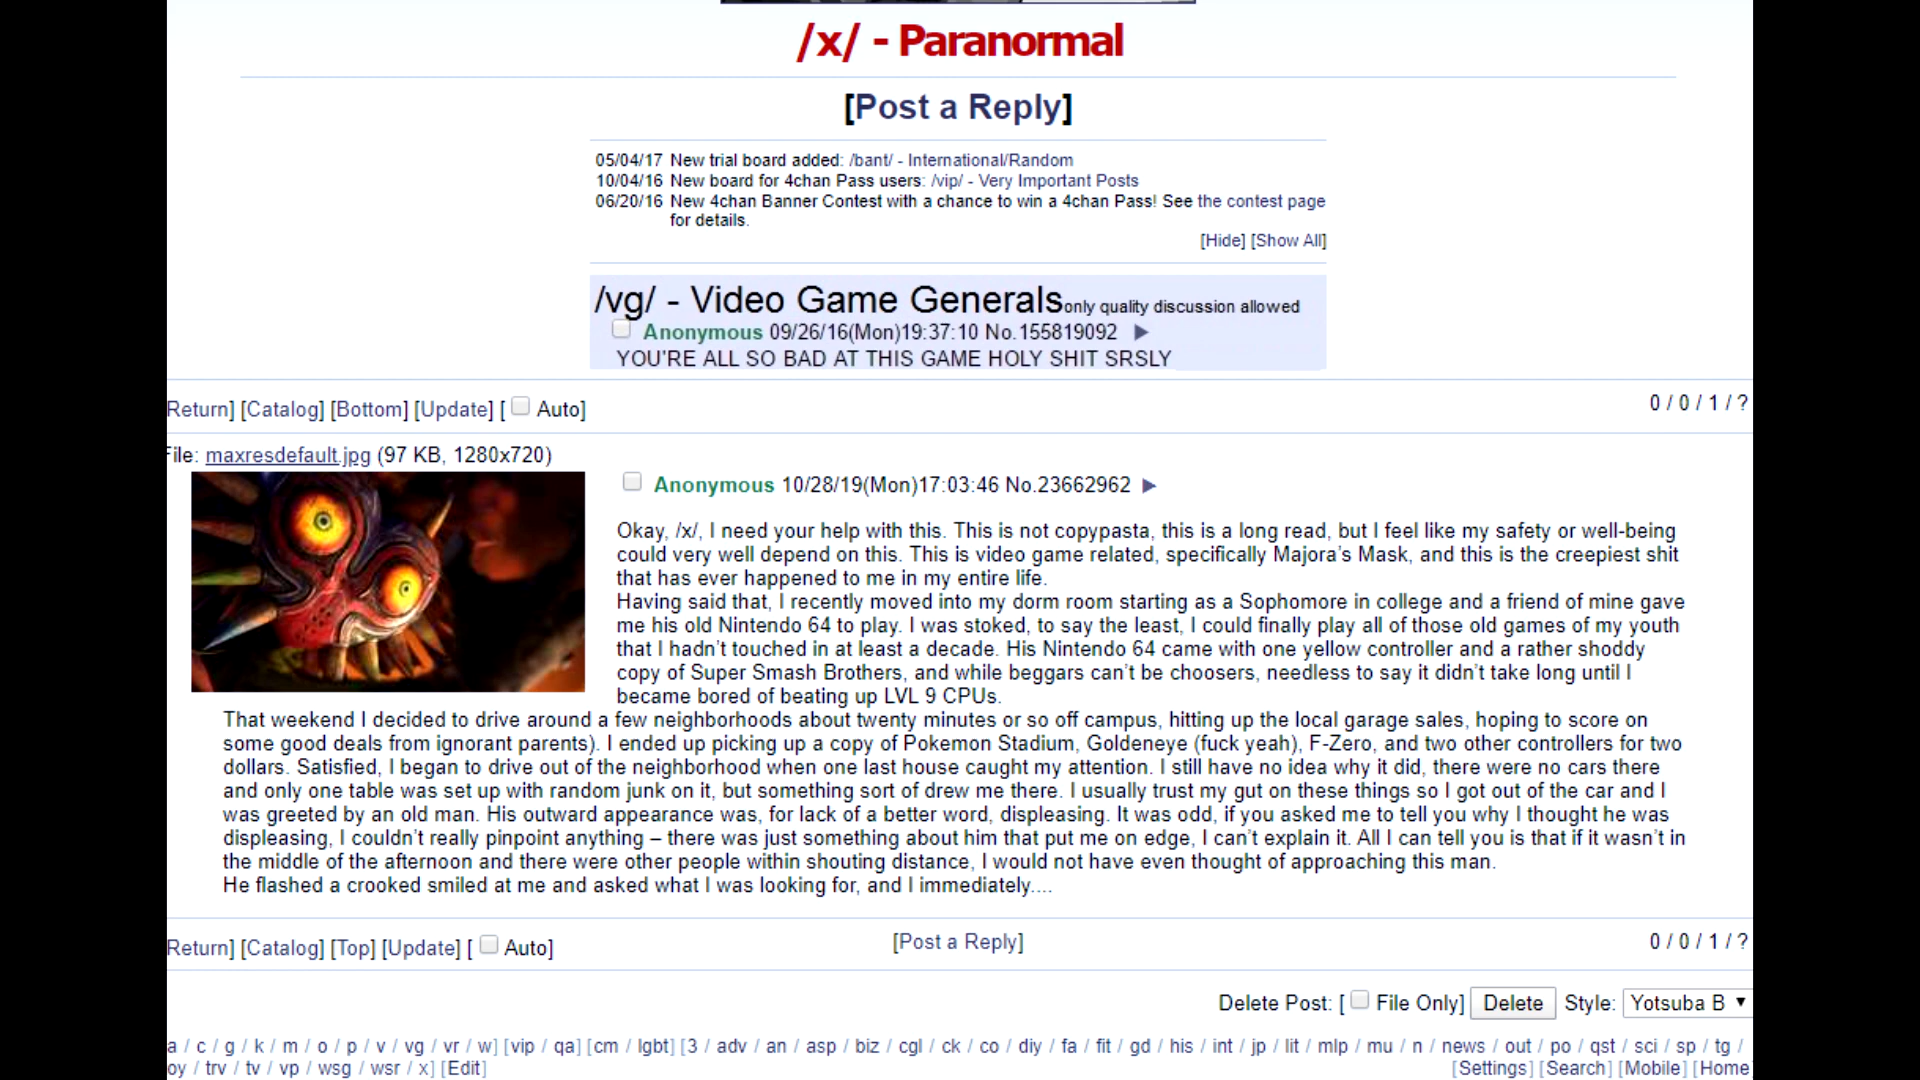 /x/ - Paranormal
[Post a Reply]
05/04/17 New trial board added: /bant/ - International/Random
10/04/16 New board for 4chan Pass users: /vip/ - Very Important Posts
06/20/16 New 4chan Banner Contest with a chance to win a 4chan Pass! See the contest page
for details.
[Hide] [Show All]
/vg/ - Video Game Generals only quality discussion allowed
Anonymous 09/26/16(Mon)19:37:10 No.155819092 ▶
YOU'RE ALL SO BAD AT THIS GAME HOLY SHIT SRSLY
Return] [Catalog] [Bottom] [Update] [ Auto] 0 / 0 / 1 / ?
File: maxresdefault.jpg (97 KB, 1280x720)
Anonymous 10/28/19(Mon)17:03:46 No.23662962 ▶
Okay, /x/, I need your help with this. This is not copypasta, this is a long read, but I feel like my safety or well-being
could very well depend on this. This is video game related, specifically Majora's Mask, and this is the creepiest shit
that has ever happened to me in my entire life.
Having said that, I recently moved into my dorm room starting as a Sophomore in college and a friend of mine gave
me his old Nintendo 64 to play. I was stoked, to say the least, I could finally play all of those old games of my youth
that I hadn't touched in at least a decade. His Nintendo 64 came with one yellow controller and a rather shoddy
copy of Super Smash Brothers, and while beggars can't be choosers, needless to say it didn't take long until I
became bored of beating up LVL 9 CPUs.
That weekend I decided to drive around a few neighborhoods about twenty minutes or so off campus, hitting up the local garage sales, hoping to score on
some good deals from ignorant parents). I ended up picking up a copy of Pokemon Stadium, Goldeneye (fuck yeah), F-Zero, and two other controllers for two
dollars. Satisfied, I began to drive out of the neighborhood when one last house caught my attention. I still have no idea why it did, there were no cars there
and only one table was set up with random junk on it, but something sort of drew me there. I usually trust my gut on these things so I got out of the car and I
was greeted by an old man. His outward appearance was, for lack of a better word, displeasing. It was odd, if you asked me to tell you why I thought he was
displeasing, I couldn't really pinpoint anything – there was just something about him that put me on edge, I can't explain it. All I can tell you is that if it wasn't in
the middle of the afternoon and there were other people within shouting distance, I would not have even thought of approaching this man.
He flashed a crooked smiled at me and asked what I was looking for, and I immediately....
Return] [Catalog] [Top] [Update] [ Auto] [Post a Reply] 0 / 0 / 1 / ?
Delete Post: [ File Only] Delete Style: Yotsuba B ▼
a / c / g / k / m / o / p / v / vg / vr / w] [vip / qa] [cm / lgbt] [3 / adv / an / asp / biz / cgl / ck / co / diy / fa / fit / gd / his / int / jp / lit / mlp / mu / n / news / out / po / qst / sci / sp / tg /
oy / trv / tv / vp / wsg / wsr / x] [Edit] [Settings] [Search] [Mobile] [Home